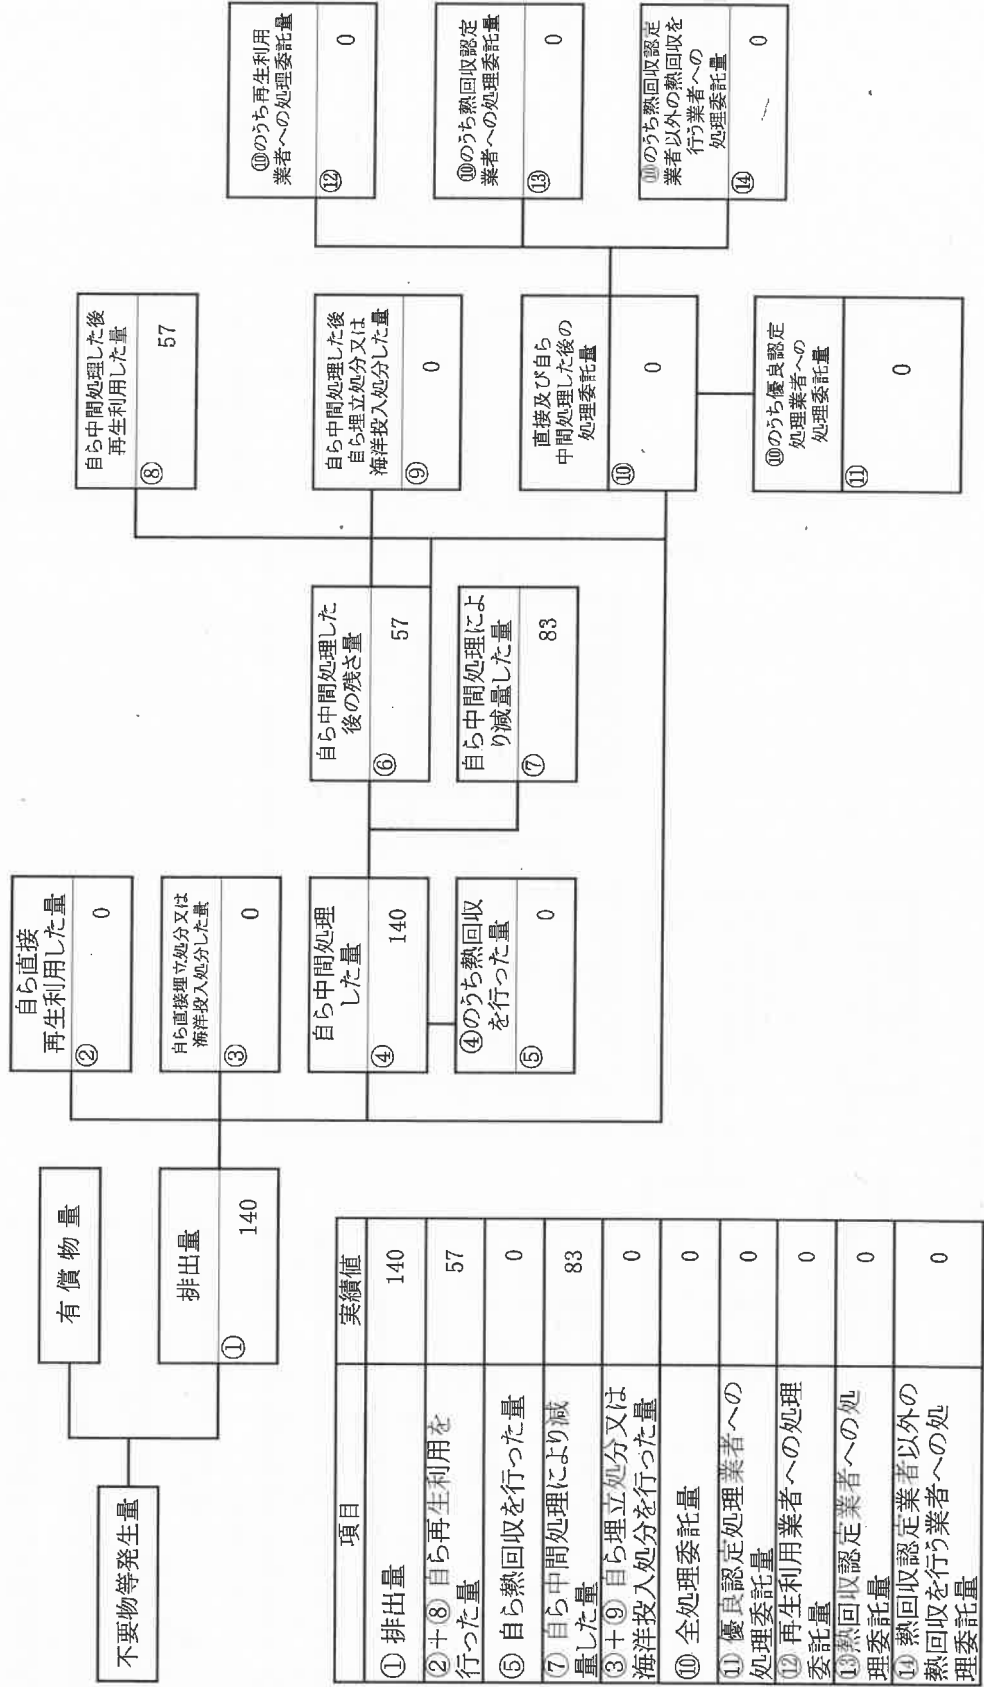 不要物等発生量
有償物量
排出量
① 140
自ら直接
再生利用した量
② 0
自ら直接埋立処分又は
海洋投入処分した量
③ 0
自ら中間処理
した量
④ 140
④のうち熱回収
を行った量
⑤ 0
自ら中間処理した
後の残さ量
⑥ 57
自ら中間処理によ
り減量した量
⑦ 83
自ら中間処理した後
再生利用した量
⑧ 57
自ら中間処理した後
自ら埋立処分又は
海洋投入処分した量
⑨ 0
直接及び自ら
中間処理した後の
処理委託量
⑩ 0
⑩のうち優良認定
処理業者への
処理委託量
⑪ 0
⑩のうち再生利用
業者への処理委託量
⑫ 0
⑩のうち熱回収認定
業者への処理委託量
⑬ 0
⑩のうち熱回収認定
業者以外の熱回収を
行う業者への
処理委託量
⑭ 0
項目 実績値
①排出量 140
②+⑧自ら再生利用を
行った量 57
⑤自ら熱回収を行った量 0
⑦自ら中間処理により減
量した量 83
③+⑨自ら埋立処分又は
海洋投入処分を行った量 0
⑩全処理委託量 0
⑪優良認定処理業者への
処理委託量 0
⑫再生利用業者への処理
委託量 0
⑬熱回収認定業者への処
理委託量 0
⑭熱回収認定業者以外の
熱回収を行う業者への処
理委託量 0